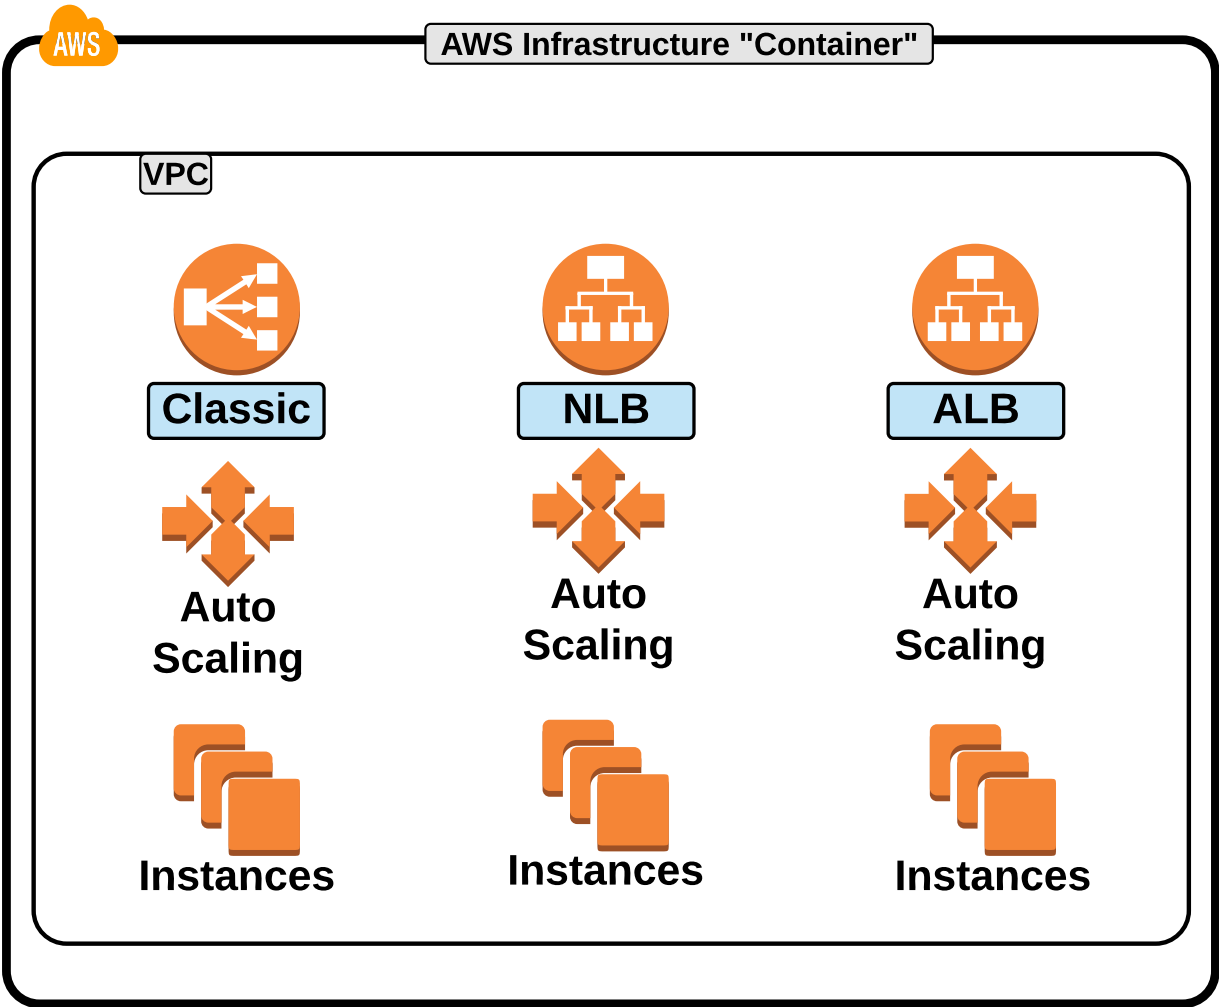 AWS
AWS Infrastructure "Container"
VPC
Classic
NLB
ALB
Auto
Scaling
Auto
Scaling
Auto
Scaling
Instances
Instances
Instances